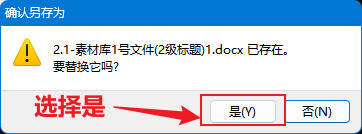 确认另存为
2.1-素材库1号文件(2级标题)1.docx 已存在。
要替换它吗?
选择是
是(Y)
否(N)